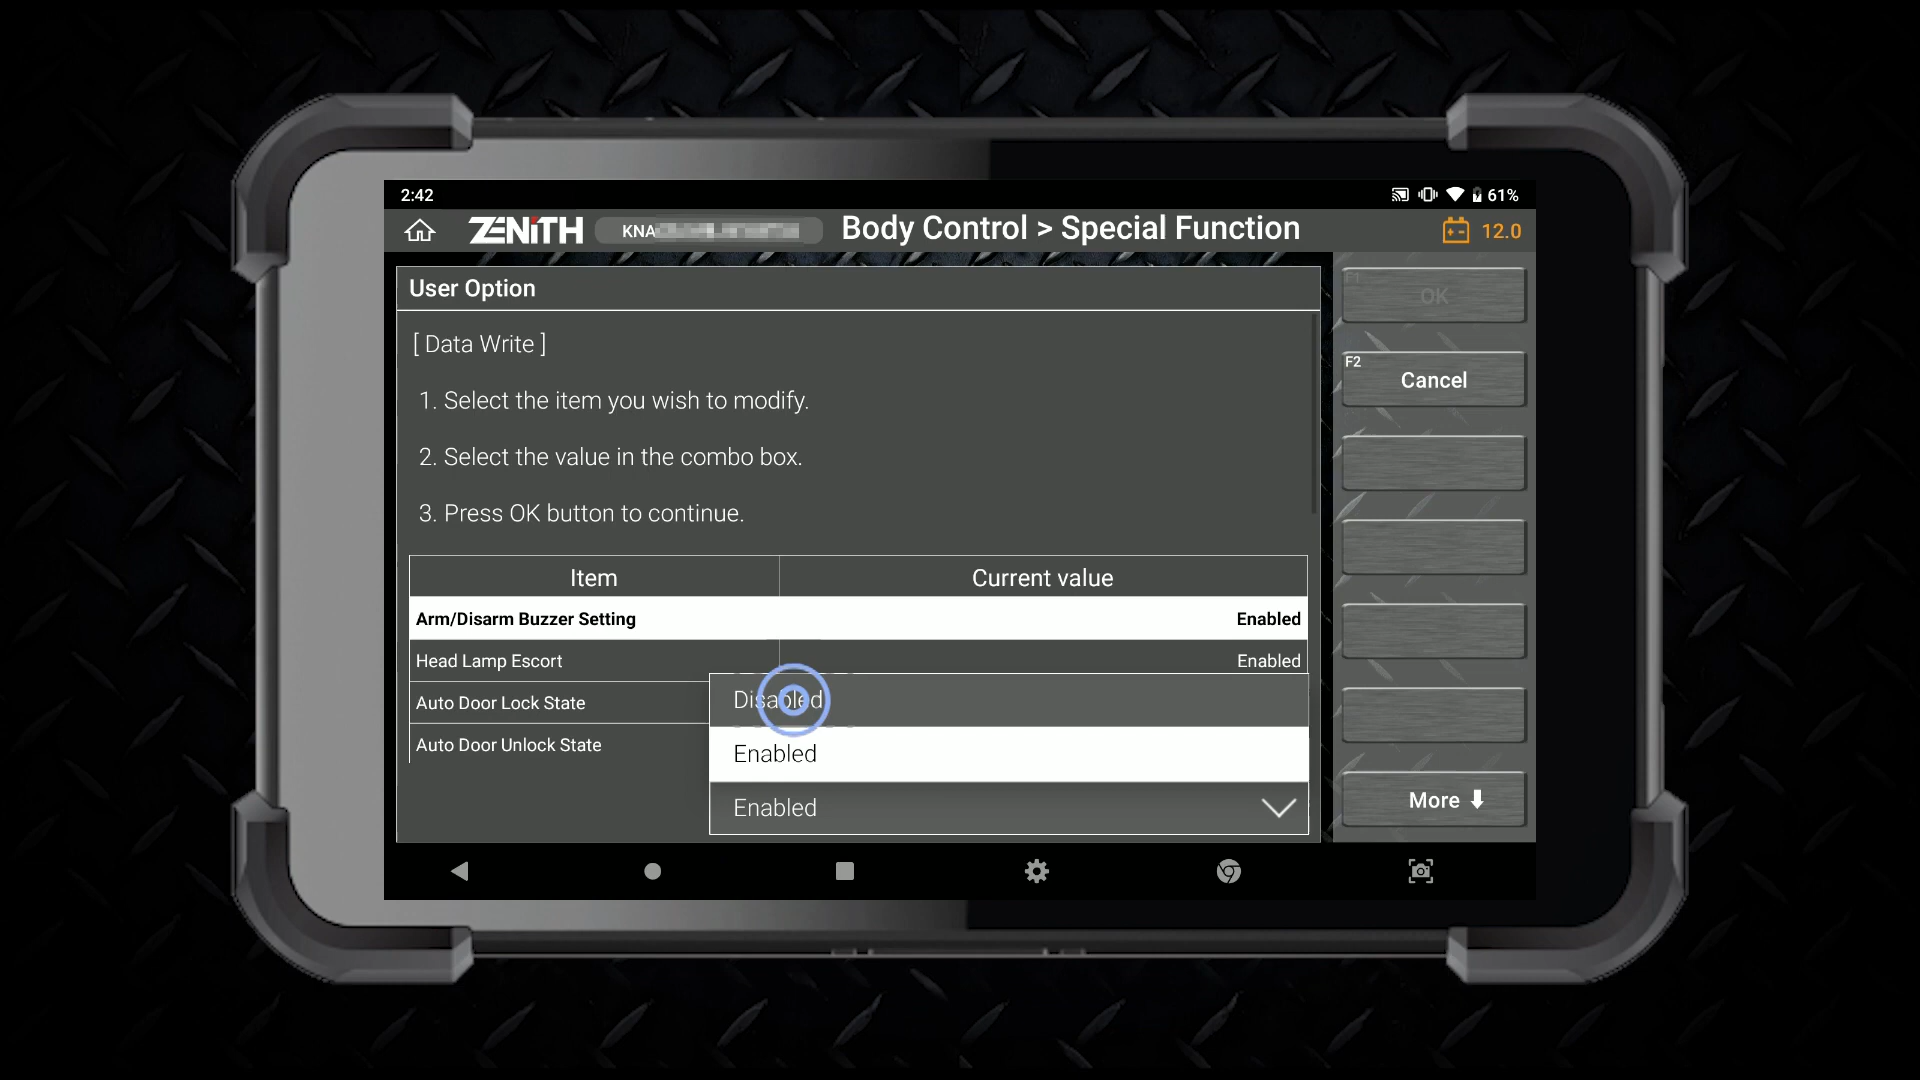 2:42
61%
ZENITH
KNA
Body Control > Special Function
12.0
User Option
[ Data Write ]
1. Select the item you wish to modify.
2. Select the value in the combo box.
3. Press OK button to continue.
Item Current value
Arm/Disarm Buzzer Setting Enabled
Head Lamp Escort Enabled
Auto Door Lock State
Auto Door Unlock State
Disabled
Enabled
Enabled
F1
OK
F2
Cancel
More